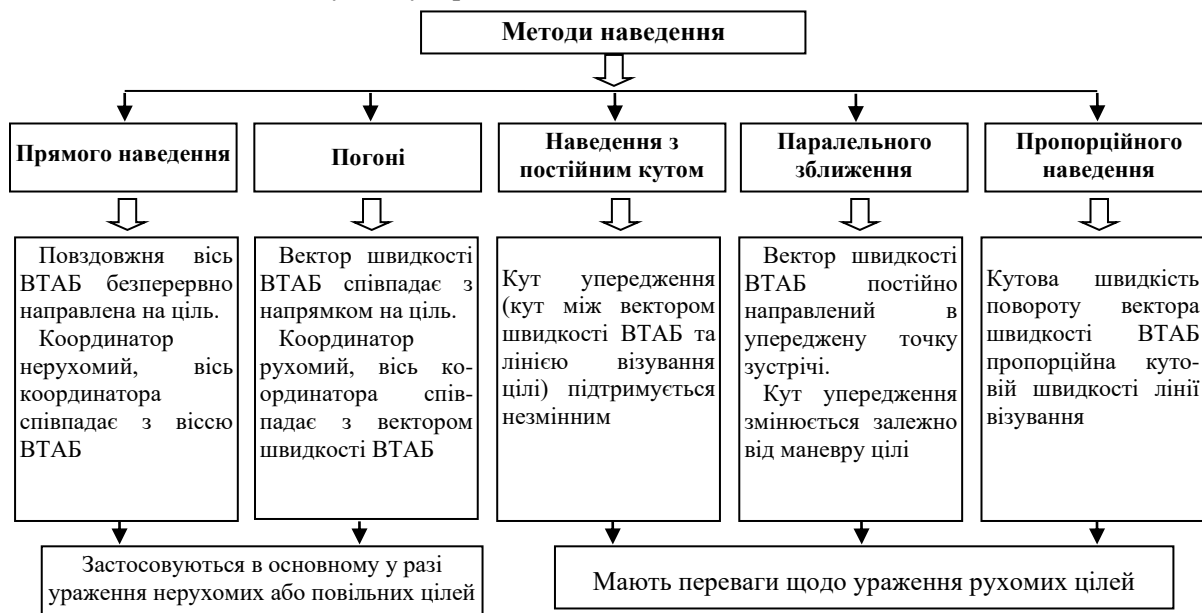 Методи наведення
Прямого наведення
Погоні
Наведення з
постійним кутом
Паралельного
зближення
Пропорційного
наведення
Повздовжня вісь
ВТАБ безперервно
направлена на ціль.
Координатор
нерухомий, вісь
координатора
співпадає з віссю
ВТАБ
Вектор швидкості
ВТАБ співпадає з
напрямком на ціль.
Координатор
рухомий, вісь ко-
ординатора спів-
падає з вектором
швидкості ВТАБ
Кут упередження
(кут між вектором
швидкості ВТАБ та
лінією візування
цілі) підтримується
незмінним
Вектор швидкості
ВТАБ постійно
направлений в
упереджену точку
зустрічі.
Кут упередження
змінюється залежно
від маневру цілі
Кутова швидкість
повороту вектора
швидкості ВТАБ
пропорційна куто-
вій швидкості лінії
візування
Застосовуються в основному у разі
ураження нерухомих або повільних цілей
Мають переваги щодо ураження рухомих цілей